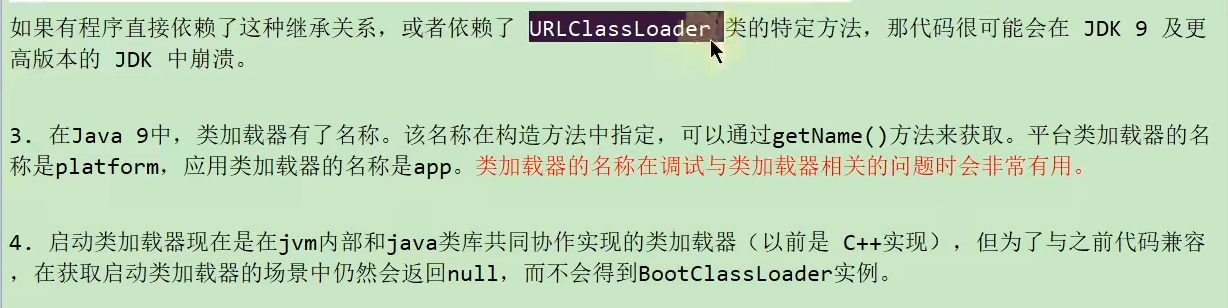 如果有程序直接依赖了这种继承关系，或者依赖了 URLClassLoader 类的特定方法，那代码很可能会在 JDK 9 及更
高版本的 JDK 中崩溃。
3. 在Java 9中，类加载器有了名称。该名称在构造方法中指定，可以通过getName()方法来获取。平台类加载器的名
称是platform，应用类加载器的名称是app。类加载器的名称在调试与类加载器相关的问题时会非常有用。
4. 启动类加载器现在是在jvm内部和java类库共同协作实现的类加载器（以前是 C++实现），但为了与之前代码兼容
，在获取启动类加载器的场景中仍然会返回null，而不会得到BootClassLoader实例。